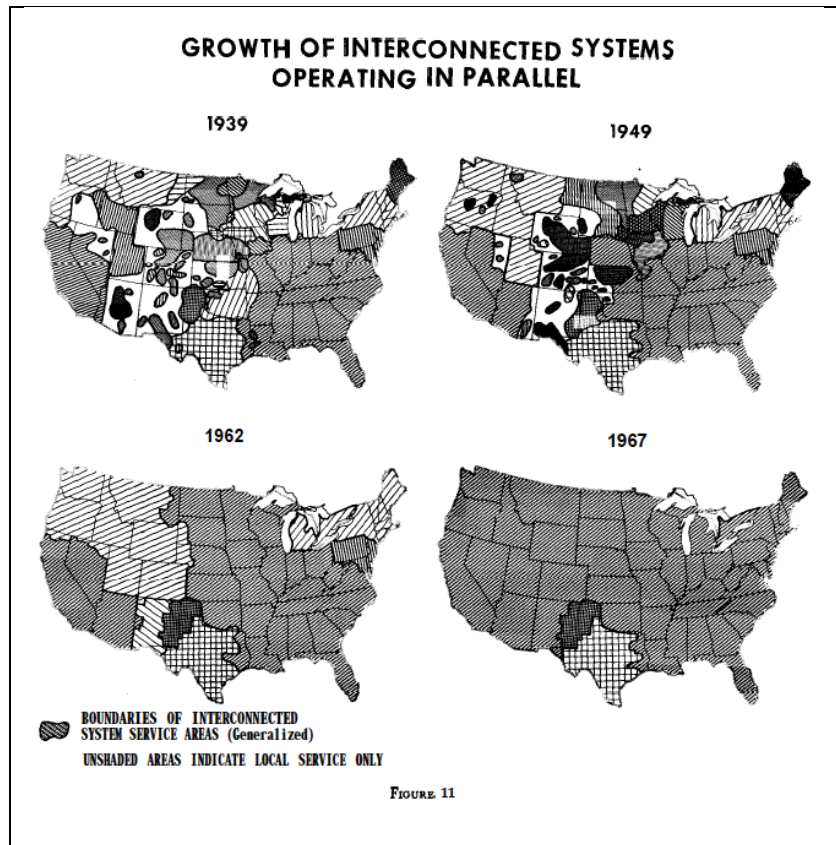 GROWTH OF INTERCONNECTED SYSTEMS
OPERATING IN PARALLEL
1939
1949
1962
1967
BOUNDARIES OF INTERCONNECTED
SYSTEM SERVICE AREAS (Generalized)
UNSHADED AREAS INDICATE LOCAL SERVICE ONLY
FIGURE 11